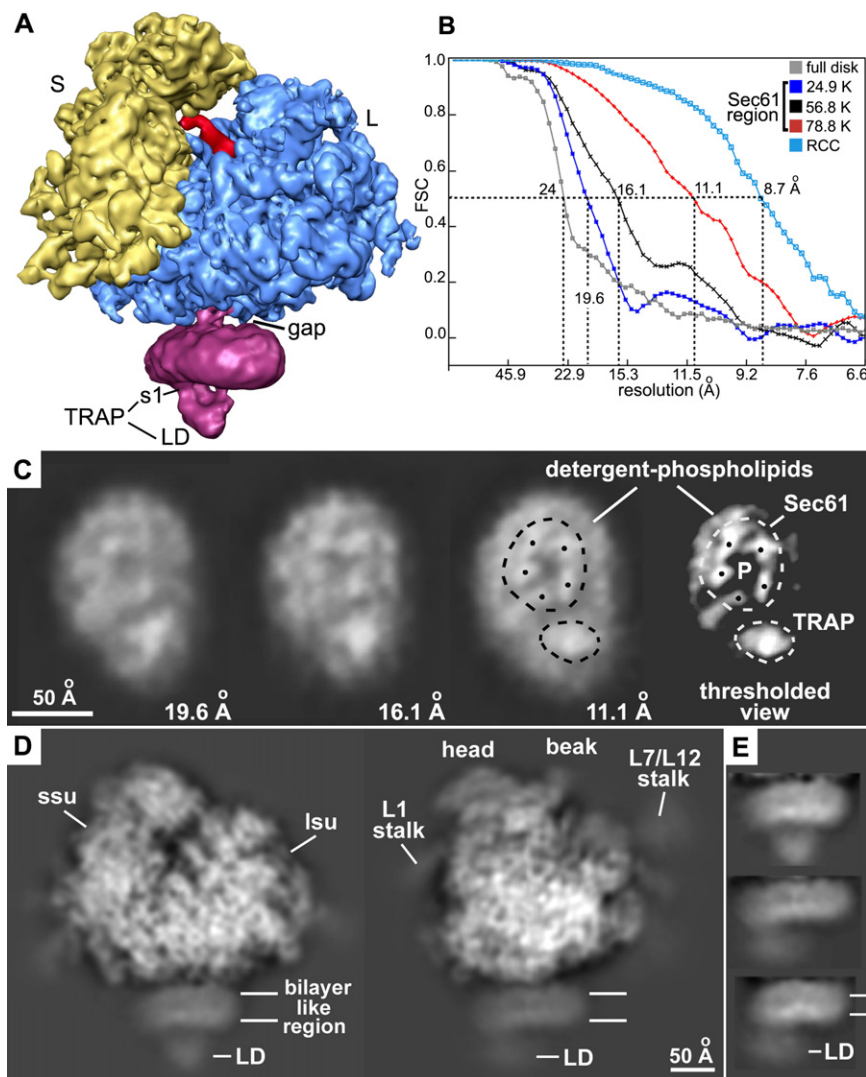 A
S
L
gap
s1
TRAP
LD
B
full disk
24.9 K
Sec61
region
56.8 K
78.8 K
RCC
FSC
1.0
0.8
0.6
0.4
0.2
0.0
24
16.1
11.1
8.7 Å
19.6
45.9 22.9 15.3 11.5 9.2 7.6 6.6
resolution (Å)
C
detergent-phospholipids
Sec61
P
TRAP
50 Å
19.6 Å
16.1 Å
11.1 Å
thresholded
view
D
ssu
lsu
bilayer
like
region
LD
head
beak
L7/L12
stalk
L1
stalk
LD
50 Å
E
LD